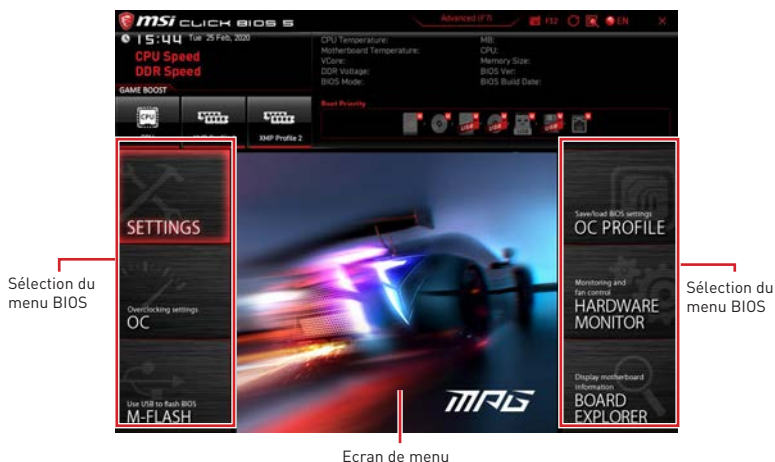 msi CLICK BIOS 5
Advanced (F7)
F12
EN
X
15:44 Tue 25 Feb, 2020
CPU Speed
DDR Speed
CPU Temperature:
Motherboard Temperature:
VCore:
DDR Voltage:
BIOS Mode:
MB:
CPU:
Memory Size:
BIOS Ver:
BIOS Build Date:
GAME BOOST
CPU
XMP Profile 2
Boot Priority
USB
USB
USB
USB
SETTINGS
Overclocking settings
OC
Use USB to flash BIOS
M-FLASH
MPG
Save/load BIOS settings
OC PROFILE
Monitoring and
fan control
HARDWARE
MONITOR
Display motherboard
information
BOARD
EXPLORER
Sélection du
menu BIOS
Sélection du
menu BIOS
Ecran de menu